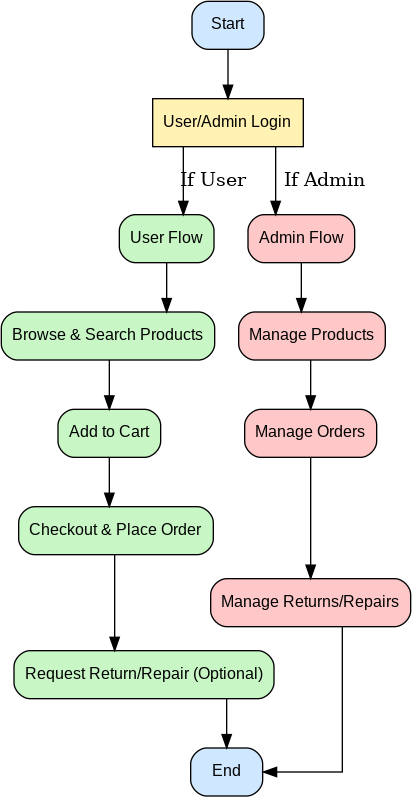 Start
User/Admin Login
If User
If Admin
User Flow
Admin Flow
Browse & Search Products
Manage Products
Add to Cart
Manage Orders
Checkout & Place Order
Manage Returns/Repairs
Request Return/Repair (Optional)
End